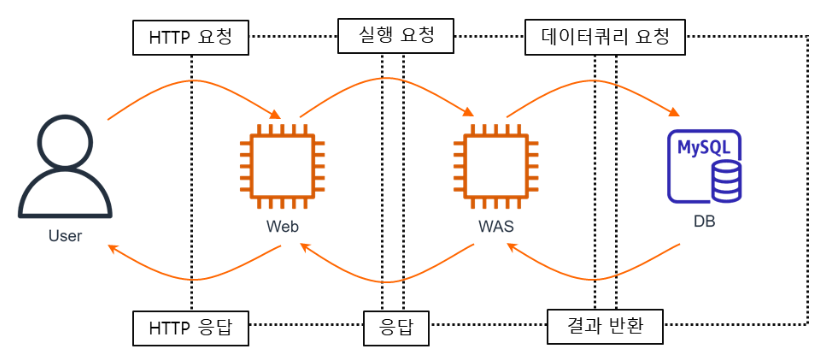 HTTP 요청
실행 요청
데이터쿼리 요청
MySQL
User
Web
WAS
DB
HTTP 응답
응답
결과 반환